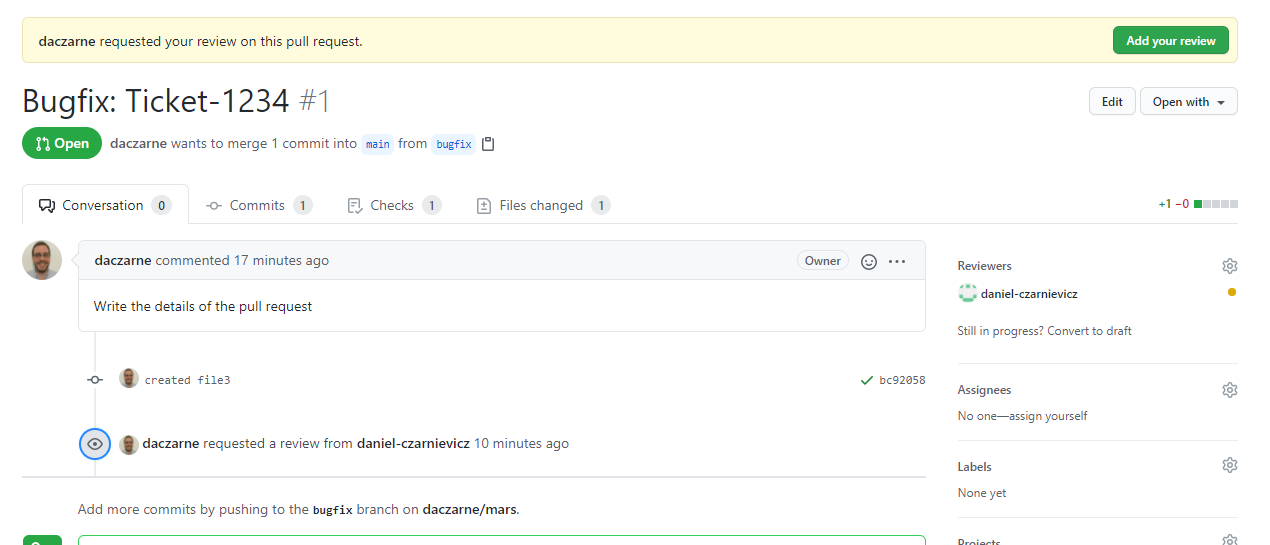 daczarne requested your review on this pull request.
Add your review
Bugfix: Ticket-1234 #1
Edit
Open with
Open
daczarne wants to merge 1 commit into main from bugfix
Conversation 0
Commits 1
Checks 1
Files changed 1
+1 −0
daczarne commented 17 minutes ago
Owner
Write the details of the pull request
created file3
bc92058
daczarne requested a review from daniel-czarnievicz 10 minutes ago
Add more commits by pushing to the bugfix branch on daczarne/mars.
Reviewers
daniel-czarnievicz
Still in progress? Convert to draft
Assignees
No one—assign yourself
Labels
None yet
Projects